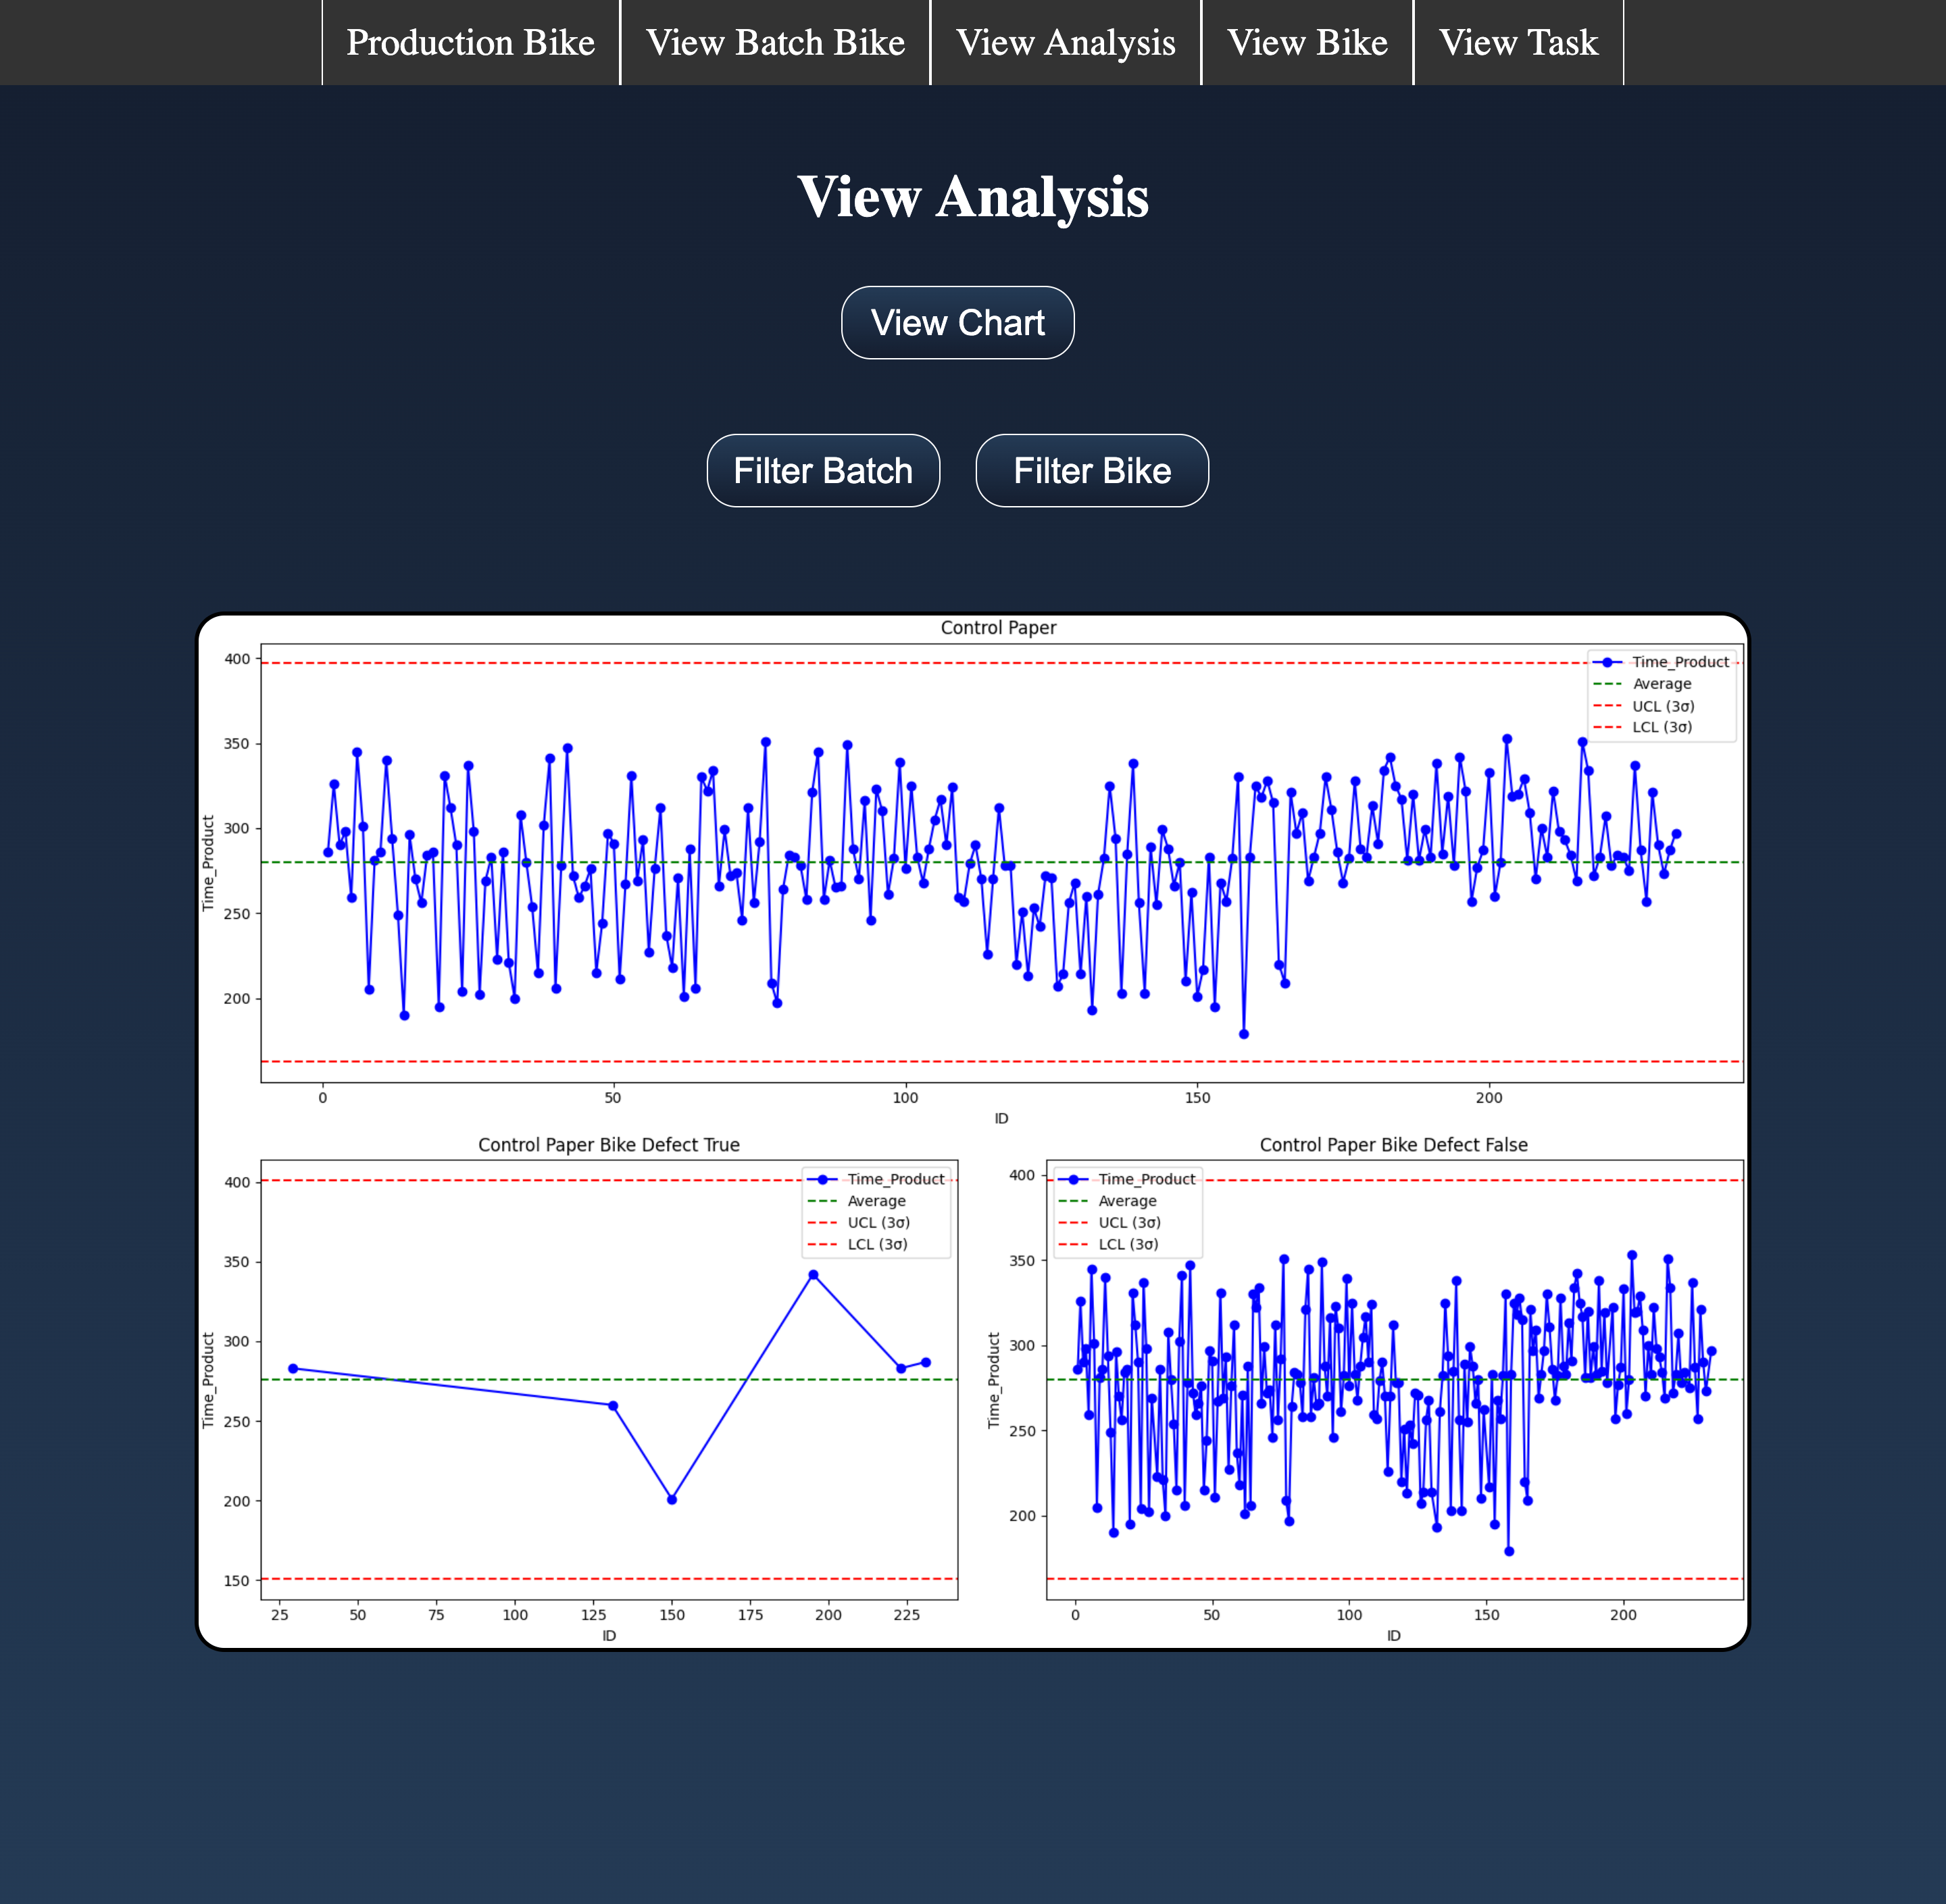 Production Bike View Batch Bike View Analysis View Bike View Task
View Analysis
View Chart
Filter Batch Filter Bike
Control Paper
Time_Product
400
350
300
250
200
Time_Product
Average
UCL (3σ)
LCL (3σ)
0 50 100 150 200
ID
Control Paper Bike Defect True
Time_Product
400
350
300
250
200
150
Time_Product
Average
UCL (3σ)
LCL (3σ)
25 50 75 100 125 150 175 200 225
ID
Control Paper Bike Defect False
Time_Product
400
350
300
250
200
Time_Product
Average
UCL (3σ)
LCL (3σ)
0 50 100 150 200
ID